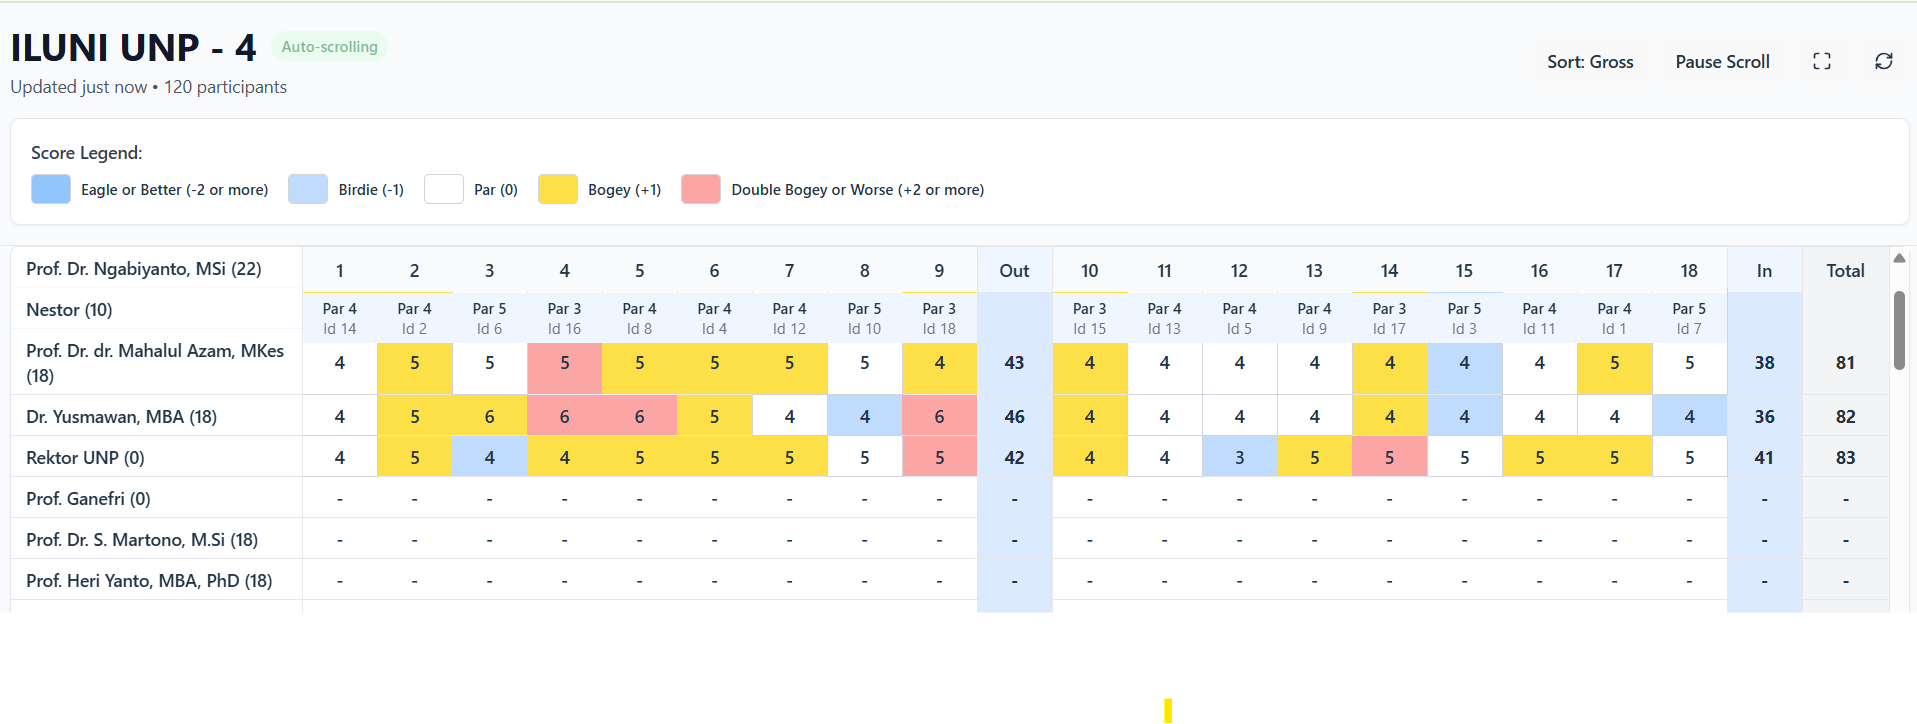 ILUNI UNP - 4 Auto-scrolling
Updated just now • 120 participants
Sort: Gross Pause Scroll
Score Legend:
Eagle or Better (-2 or more) Birdie (-1) Par (0) Bogey (+1) Double Bogey or Worse (+2 or more)
Prof. Dr. Ngabiyanto, MSi (22) 1 2 3 4 5 6 7 8 9 Out 10 11 12 13 14 15 16 17 18 In Total
Nestor (10) Par 4 Par 4 Par 5 Par 3 Par 4 Par 4 Par 4 Par 5 Par 3 Par 3 Par 4 Par 4 Par 4 Par 3 Par 5 Par 4 Par 4 Par 5
Id 14 Id 2 Id 6 Id 16 Id 8 Id 4 Id 12 Id 10 Id 18 Id 15 Id 13 Id 5 Id 9 Id 17 Id 3 Id 11 Id 1 Id 7
Prof. Dr. dr. Mahalul Azam, MKes
(18) 4 5 5 5 5 5 5 5 4 43 4 4 4 4 4 4 4 5 5 38 81
Dr. Yusmawan, MBA (18) 4 5 6 6 6 5 4 4 6 46 4 4 4 4 4 4 4 4 4 36 82
Rektor UNP (0) 4 5 4 4 5 5 5 5 5 42 4 4 3 5 5 5 5 5 5 41 83
Prof. Ganefri (0) - - - - - - - - - - - - - - - - - - - - -
Prof. Dr. S. Martono, M.Si (18) - - - - - - - - - - - - - - - - - - - - -
Prof. Heri Yanto, MBA, PhD (18) - - - - - - - - - - - - - - - - - - - - -